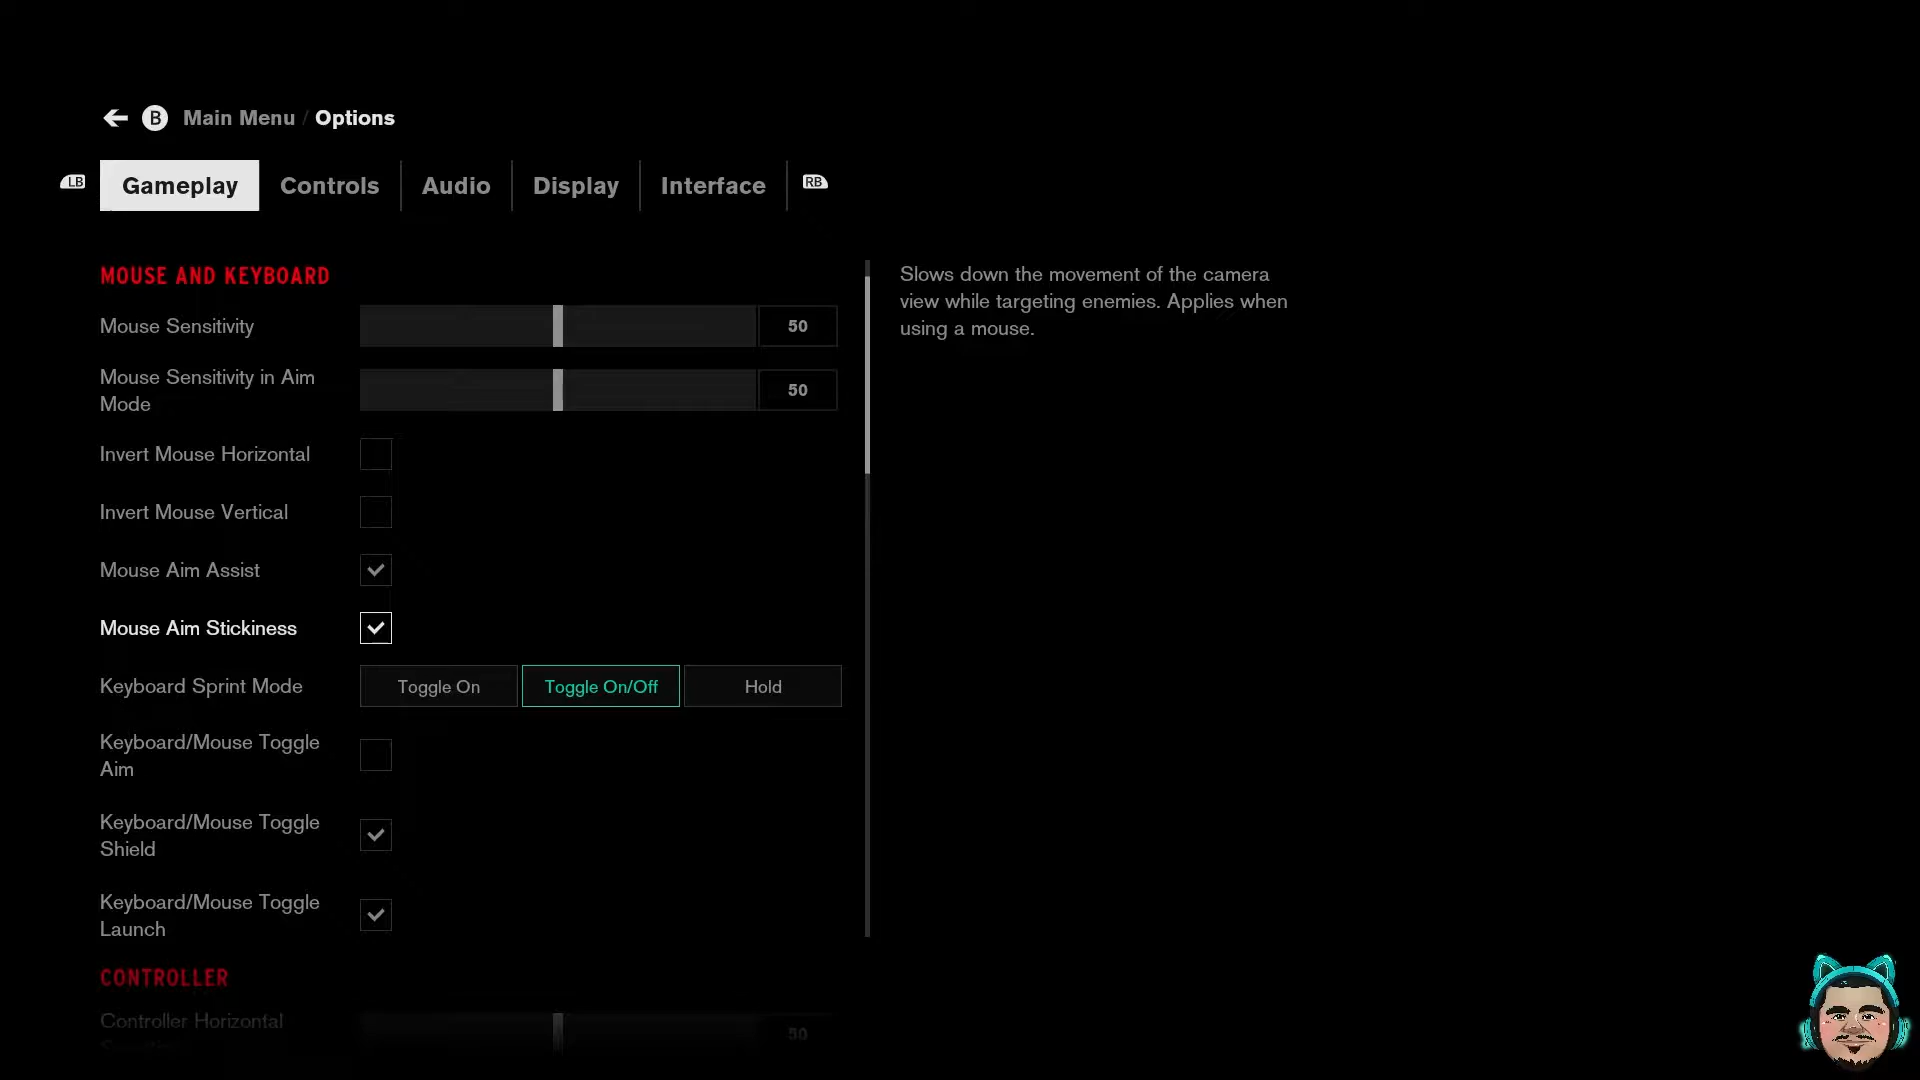 B Main Menu / Options
LB Gameplay Controls Audio Display Interface RB
MOUSE AND KEYBOARD
Mouse Sensitivity 50
Mouse Sensitivity in Aim
Mode 50
Invert Mouse Horizontal
Invert Mouse Vertical
Mouse Aim Assist
Mouse Aim Stickiness
Keyboard Sprint Mode Toggle On Toggle On/Off Hold
Keyboard/Mouse Toggle
Aim
Keyboard/Mouse Toggle
Shield
Keyboard/Mouse Toggle
Launch
CONTROLLER
Controller Horizontal 50
Slows down the movement of the camera
view while targeting enemies. Applies when
using a mouse.